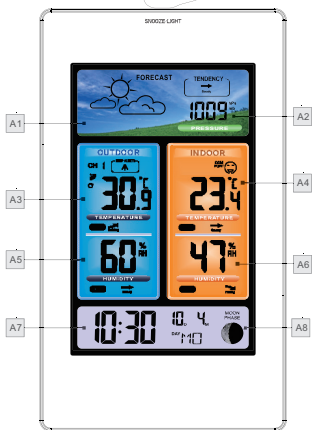 SNOOZE/LIGHT
FORECAST
TENDENCY
Steady
1009
PRESSURE
A1
A2
OUTDOOR
INDOOR
CH 1
COM
A3
30.9 °C
23.4 °C
A4
TEMPERATURE
TEMPERATURE
A5
60 % RH
47 % RH
A6
HUMIDITY
HUMIDITY
A7
10:30
10 D 4 M
DAY MO
MOON
PHASE
A8